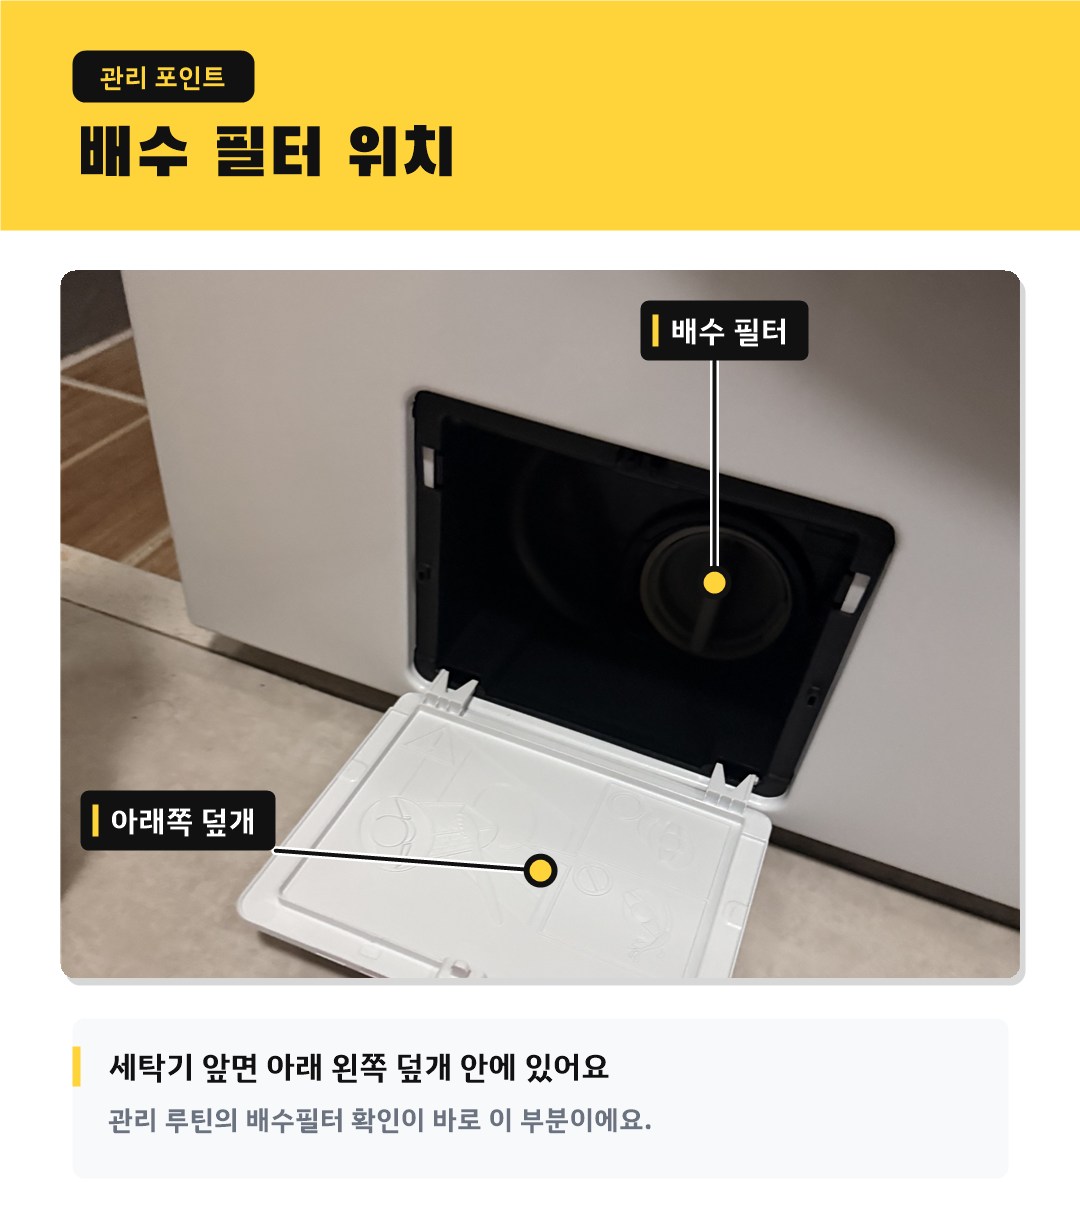 관리 포인트
배수 필터 위치
배수 필터
아래쪽 덮개
세탁기 앞면 아래 왼쪽 덮개 안에 있어요
관리 루틴의 배수필터 확인이 바로 이 부분이에요.